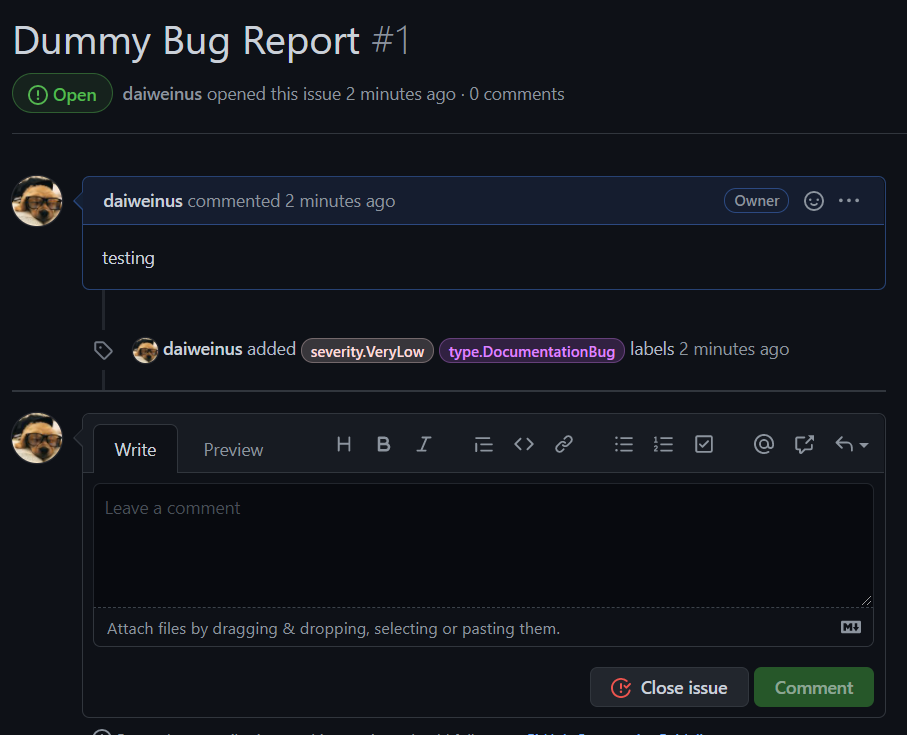 Dummy Bug Report #1
Open daiweinus opened this issue 2 minutes ago · 0 comments
daiweinus commented 2 minutes ago Owner
testing
daiweinus added severity.VeryLow type.DocumentationBug labels 2 minutes ago
Write Preview
Leave a comment
Attach files by dragging & dropping, selecting or pasting them.
Close issue Comment